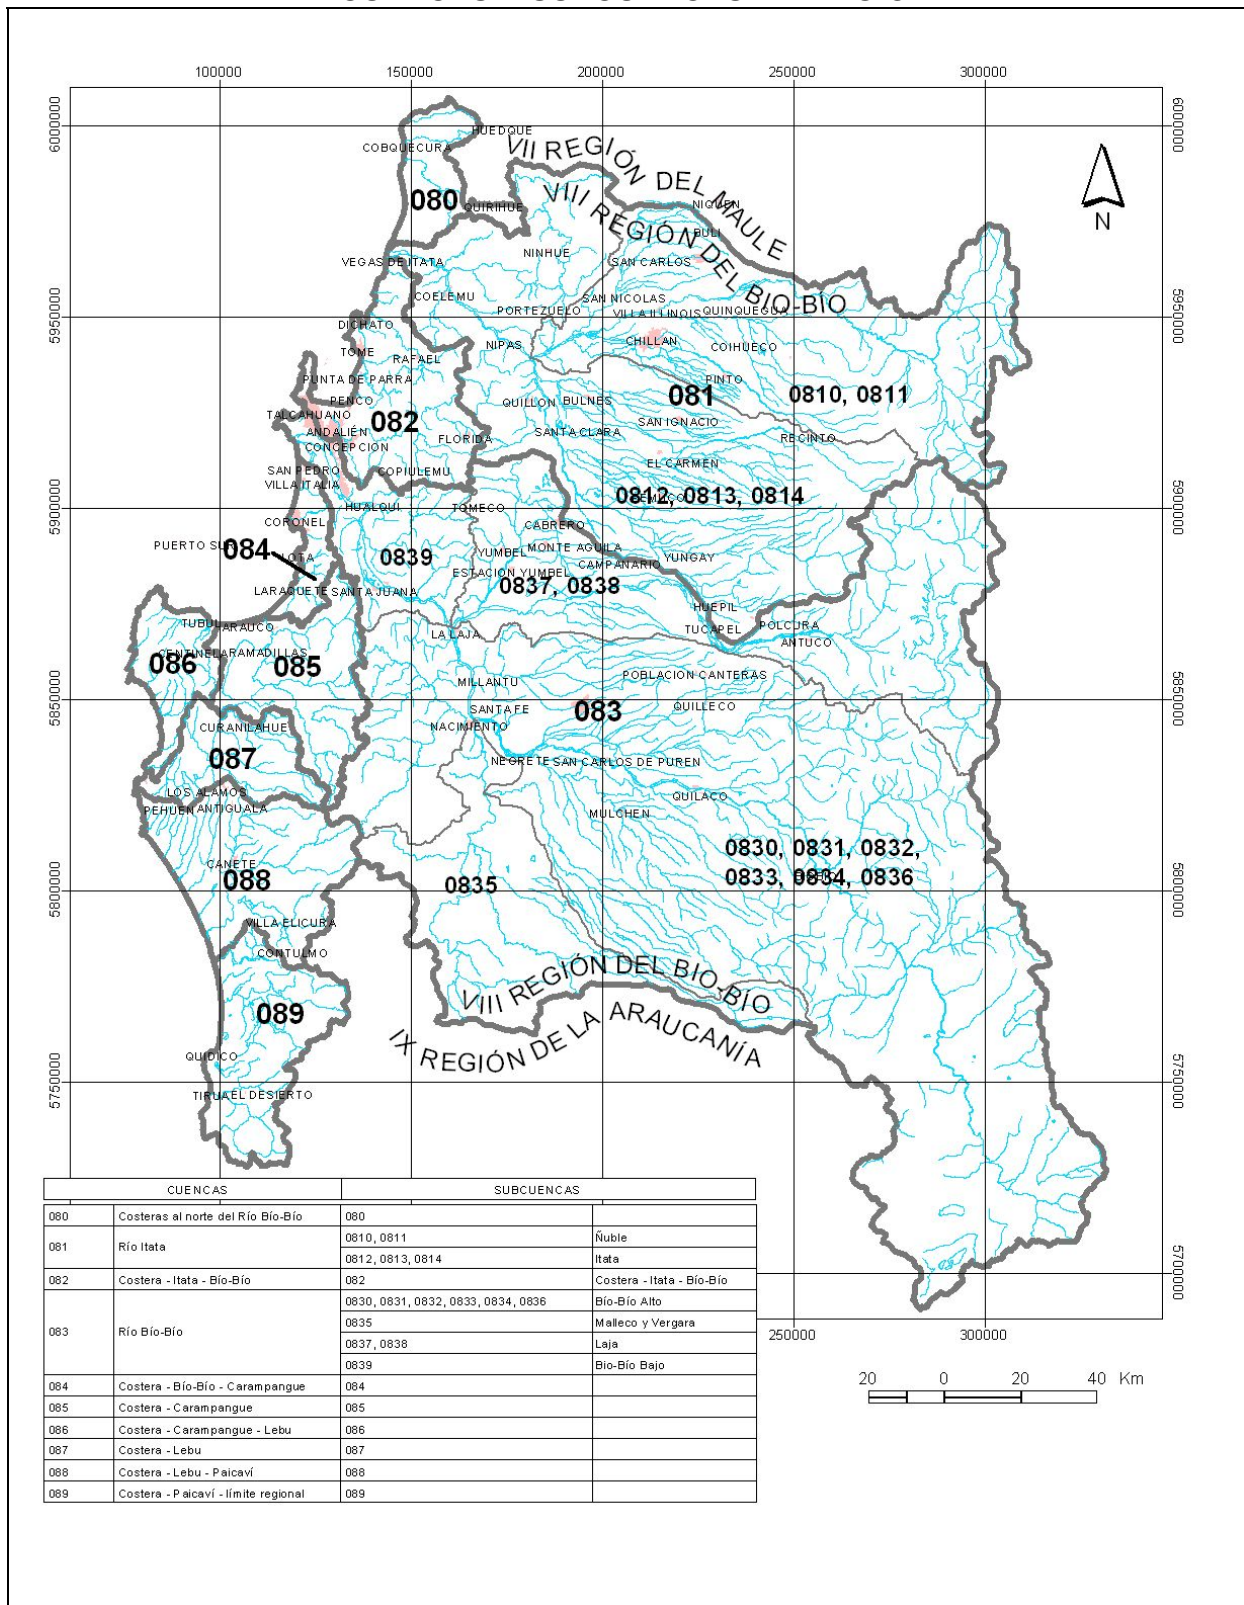 100000 150000 200000 250000 300000
6000000
6000000
HUEDQUE
COBQUECURA
VII REGIÓN DEL MAULE
VIII REGIÓN DEL BIO-BÍO
N
080
QUIRIHUE
NIQUEN
BULI
NINHUE
SAN CARLOS
VEGAS DE ITATA
COELEMU
SAN NICOLAS
PORTEZUELO
VILLA ILLINOIS
QUINQUEGUA
5950000
5950000
DICHATO
TOME
RAFAEL
NIPAS
CHILLAN
COIHUECO
PUNTA DE PARRA
PINTO
PENCO
QUILLON
BULNES
081
0810, 0811
TALCAHUANO
082
SAN IGNACIO
ANDALIÉN
CONCEPCION
FLORIDA
SANTA CLARA
RECINTO
SAN PEDRO
COPIULEMU
EL CARMEN
VILLA ITALIA
0812, 0813, 0814
PEMUCO
5900000
5900000
HUALQUI
TOMECO
CORONEL
CABRERO
PUERTO SUR
084
LOTA
0839
YUMBEL
MONTE AGUILA
YUNGAY
CAMPANARIO
ESTACION YUMBEL
0837, 0838
LARAQUETE
SANTA JUANA
HUEPIL
TUBUL
ARAUCO
LA LAJA
TUCAPEL
POLCURA
ANTUCO
CENTINELA
RAMADILLAS
086
085
MILLANTU
POBLACION CANTERAS
5850000
5850000
SANTA FE
083
QUILLECO
CURANILAHUE
NACIMIENTO
087
NEGRETE
SAN CARLOS DE PUREN
LOS ALAMOS
QUILACO
PEHUEN
ANTIGUALA
MULCHEN
0830, 0831, 0832,
0833, 0834, 0836
CAÑETE
088
0835
5800000
5800000
VILLA ELICURA
CONTULMO
VIII REGIÓN DEL BIO-BÍO
089
IX REGIÓN DE LA ARAUCANÍA
QUIDICO
5750000
5750000
TIRUA
EL DESIERTO
5700000
250000 300000
20 0 20 40 Km
CUENCAS SUBCUENCAS
080 Costeras al norte del Río Bío-Bío 080
081 Río Itata 0810, 0811 Ñuble
0812, 0813, 0814 Itata
082 Costera - Itata - Bío-Bío 082 Costera - Itata - Bío-Bío
083 Río Bío-Bío 0830, 0831, 0832, 0833, 0834, 0836 Bío-Bío Alto
0835 Malleco y Vergara
0837, 0838 Laja
0839 Bio-Bío Bajo
084 Costera - Bío-Bío - Carampangue 084
085 Costera - Carampangue 085
086 Costera - Carampangue - Lebu 086
087 Costera - Lebu 087
088 Costera - Lebu - Paicaví 088
089 Costera - Paicaví - límite regional 089